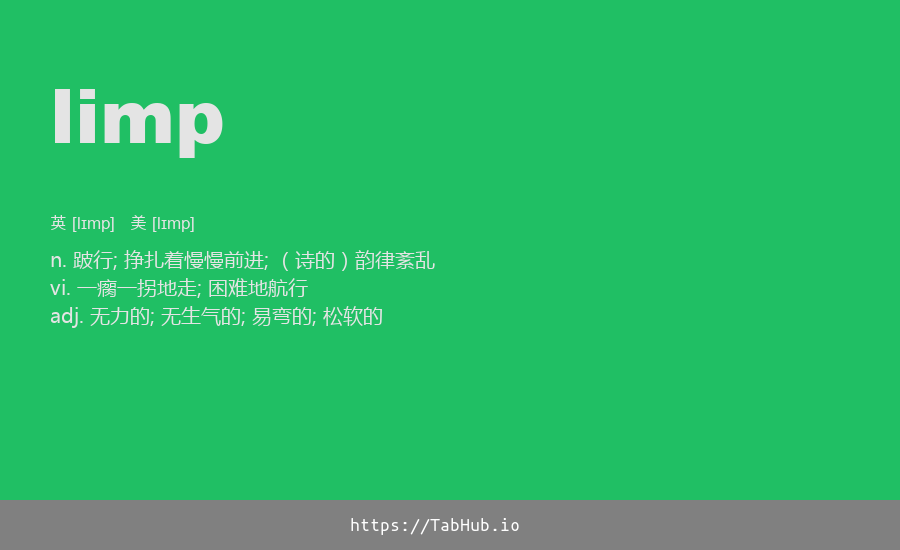 limp
英 [lɪmp]   美 [lɪmp]
n. 跛行; 挣扎着慢慢前进; （诗的）韵律紊乱
vi. 一瘸一拐地走; 困难地航行
adj. 无力的; 无生气的; 易弯的; 松软的
https://TabHub.io